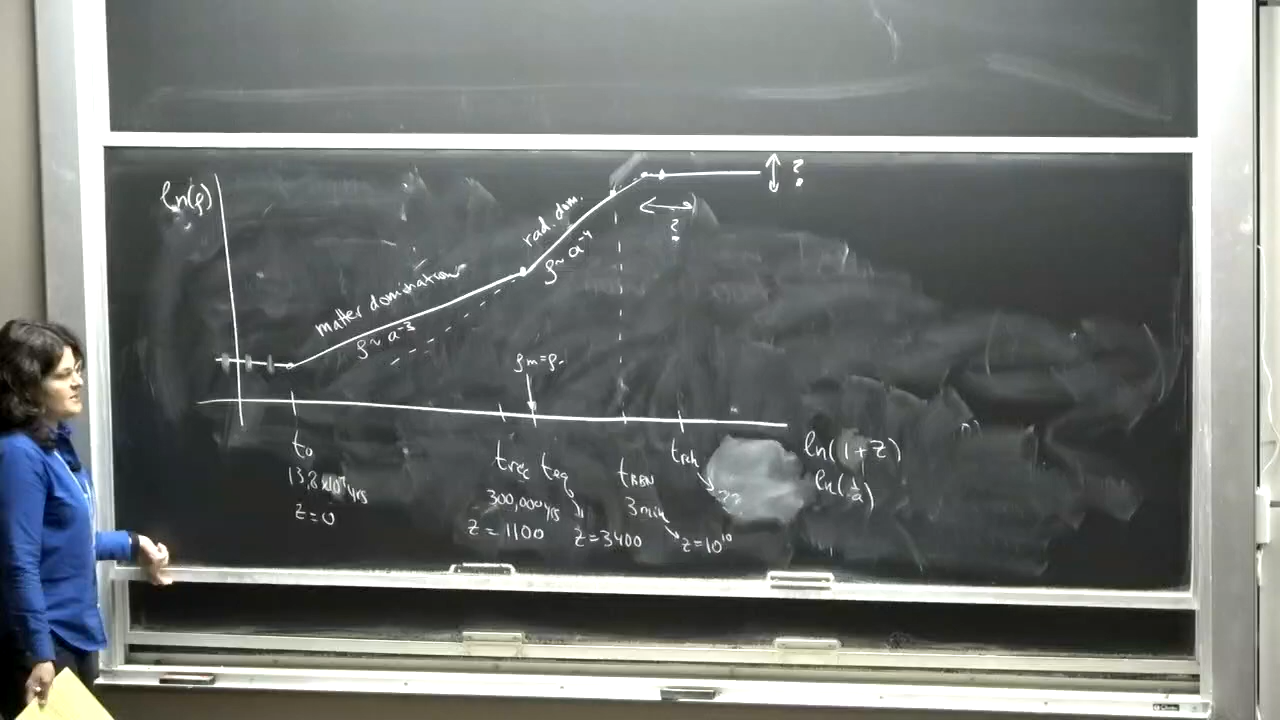 ln(ρ)
?
rad. dom.
?
ρ ~ a⁻⁴
matter domination
ρ ~ a⁻³
ρm = ρr
t₀
13,8 x 10⁹ yrs
z = 0
trec
300,000 yrs
z = 1100
teq
z = 3400
tBBN
3 min
z = 10¹⁰
trch
??
ln(1+z)
ln(1/a)